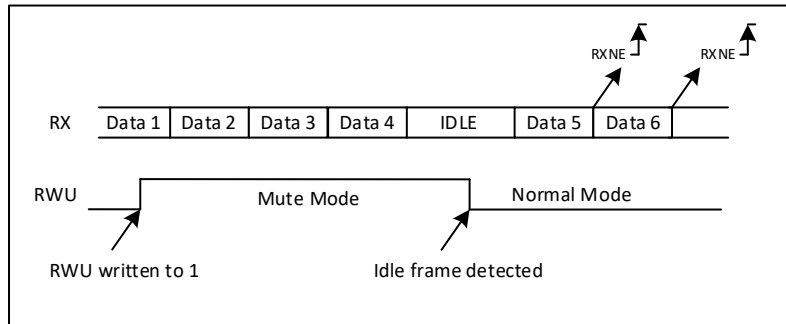 RXNE RXNE
RX Data 1 Data 2 Data 3 Data 4 IDLE Data 5 Data 6
RWU Mute Mode Normal Mode
RWU written to 1 Idle frame detected